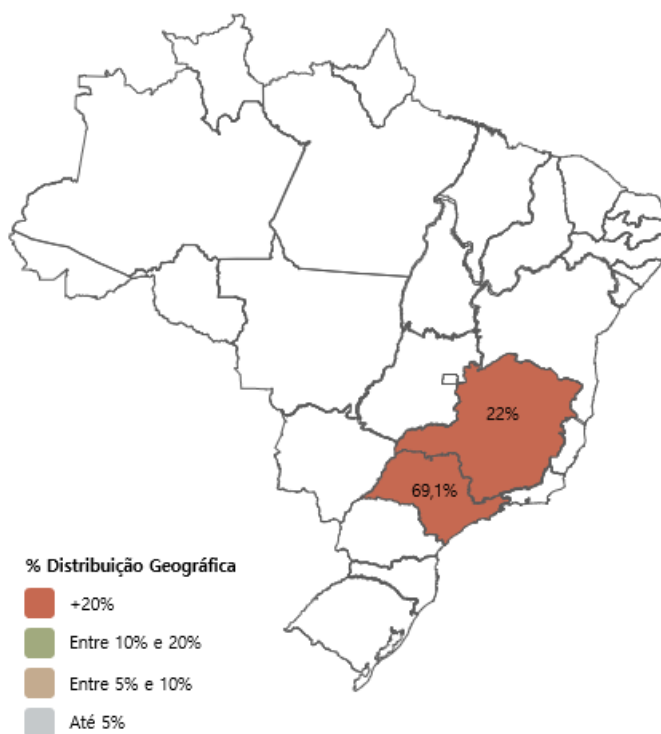 22%
69,1%
% Distribuição Geográfica
+20%
Entre 10% e 20%
Entre 5% e 10%
Até 5%